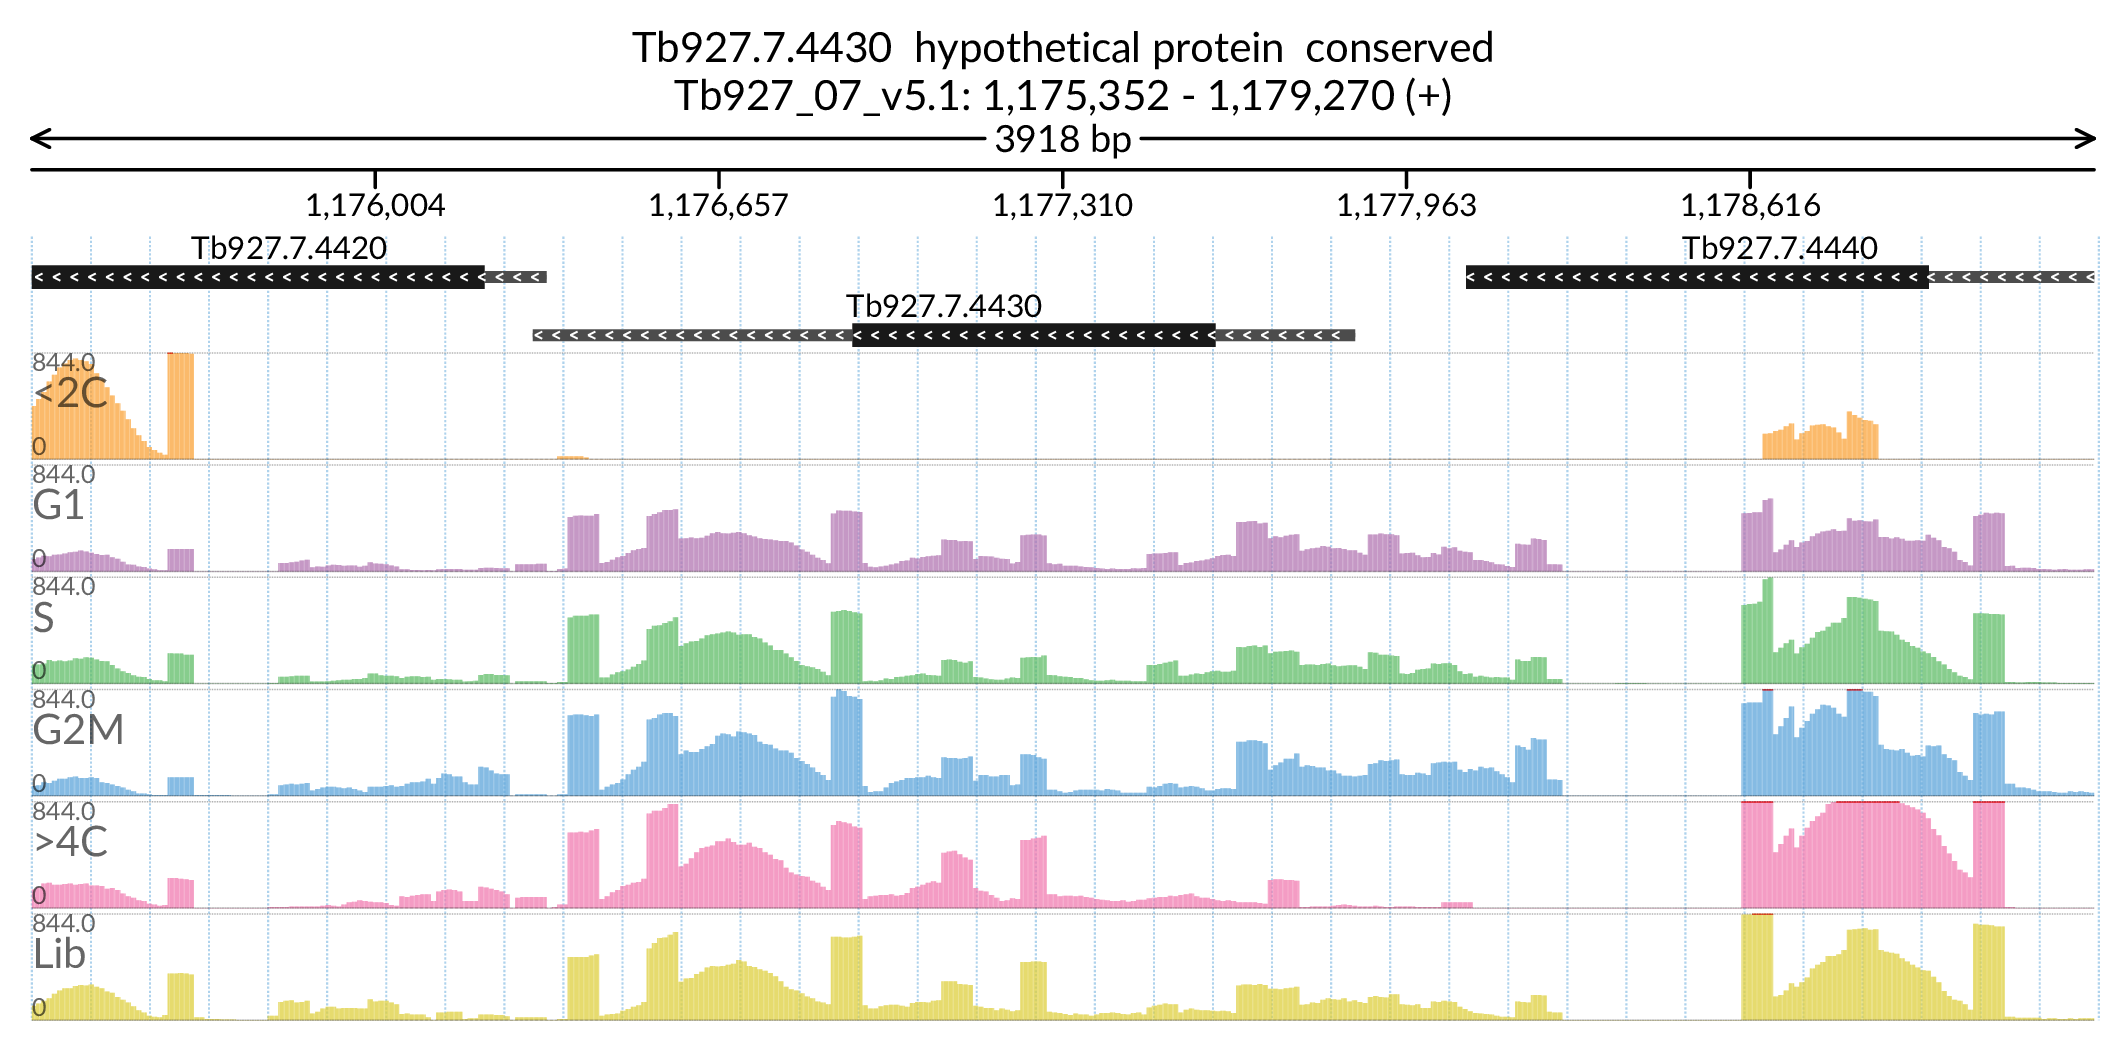 Tb927.7.4430 hypothetical protein conserved
Tb927_07_v5.1: 1,175,352 - 1,179,270 (+)
3918 bp
1,176,004 1,176,657 1,177,310 1,177,963 1,178,616
Tb927.7.4420 Tb927.7.4440
Tb927.7.4430
844.0
<2C
0
844.0
G1
0
844.0
S
0
844.0
G2M
0
844.0
>4C
0
844.0
Lib
0